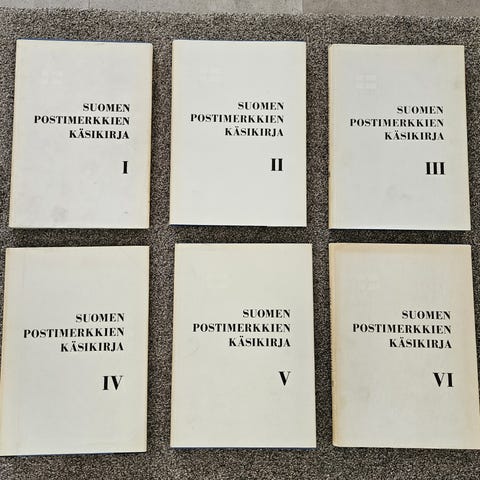 SUOMEN
POSTIMERKKIEN
KÄSIKIRJA
I
SUOMEN
POSTIMERKKIEN
KÄSIKIRJA
II
SUOMEN
POSTIMERKKIEN
KÄSIKIRJA
III
SUOMEN
POSTIMERKKIEN
KÄSIKIRJA
IV
SUOMEN
POSTIMERKKIEN
KÄSIKIRJA
V
SUOMEN
POSTIMERKKIEN
KÄSIKIRJA
VI